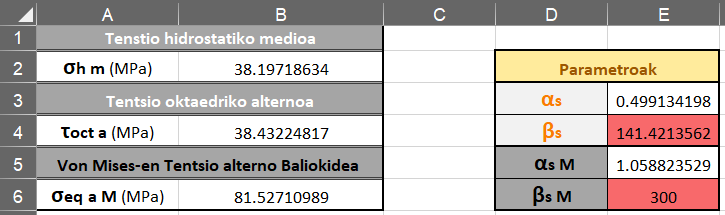 A B C D E
1 Tenstio hidrostatiko medioa
2 σh m (MPa) 38.19718634 Parametroak
3 Tentsio oktaedriko alternoa αs 0.499134198
4 τoct a (MPa) 38.43224817 βs 141.4213562
5 Von Mises-en Tentsio alterno Baliokidea αs M 1.058823529
6 σeq a M (MPa) 81.52710989 βs M 300